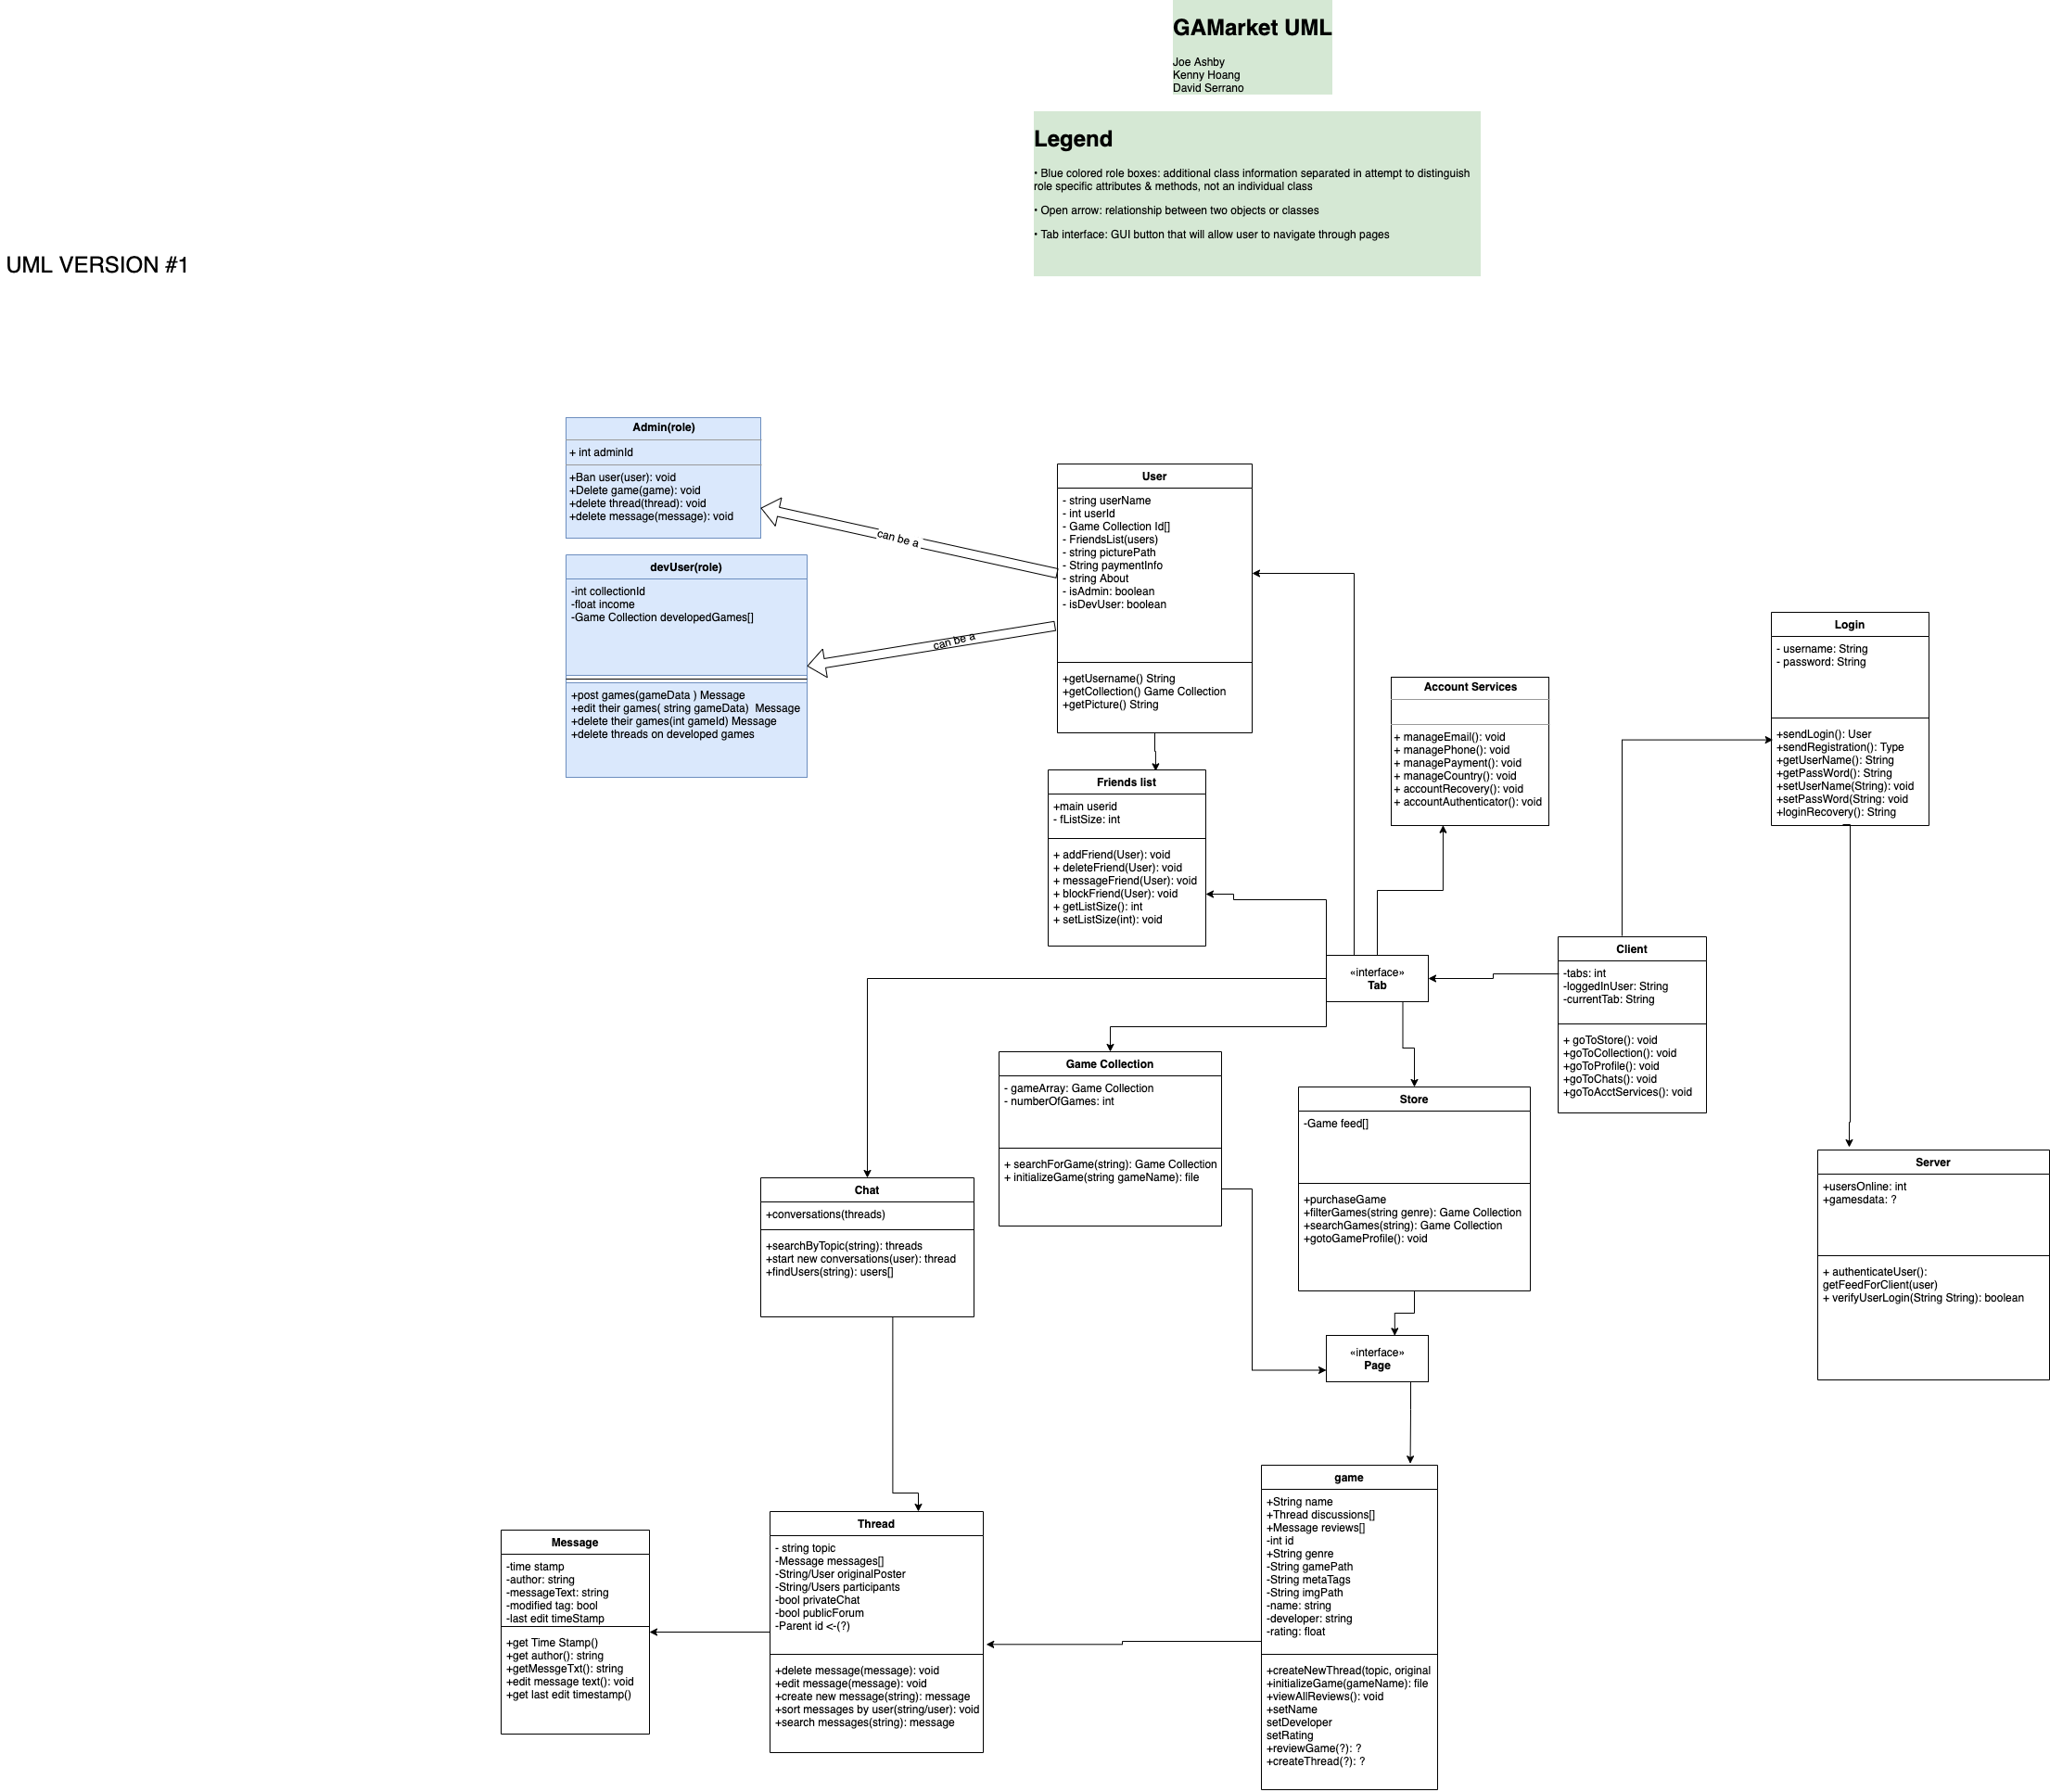 GAMarket UML
Joe Ashby
Kenny Hoang
David Serrano
Legend
• Blue colored role boxes: additional class information separated in attempt to distinguish
role specific attributes & methods, not an individual class
• Open arrow: relationship between two objects or classes
• Tab interface: GUI button that will allow user to navigate through pages
UML VERSION #1
Admin(role)
+ int adminId
+Ban user(user): void
+Delete game(game): void
+delete thread(thread): void
+delete message(message): void
can be a
devUser(role)
-int collectionId
-float income
-Game Collection developedGames[]
+post games(gameData ) Message
+edit their games( string gameData)  Message
+delete their games(int gameId) Message
+delete threads on developed games
can be a
User
- string userName
- int userId
- Game Collection Id[]
- FriendsList(users)
- string picturePath
- String paymentInfo
- string About
- isAdmin: boolean
- isDevUser: boolean
+getUsername() String
+getCollection() Game Collection
+getPicture() String
Friends list
+main userid
- fListSize: int
+ addFriend(User): void
+ deleteFriend(User): void
+ messageFriend(User): void
+ blockFriend(User): void
+ getListSize(): int
+ setListSize(int): void
Account Services
+ manageEmail(): void
+ managePhone(): void
+ managePayment(): void
+ manageCountry(): void
+ accountRecovery(): void
+ accountAuthenticator(): void
Login
- username: String
- password: String
+sendLogin(): User
+sendRegistration(): Type
+getUserName(): String
+getPassWord(): String
+setUserName(String): void
+setPassWord(String: void
+loginRecovery(): String
«interface»
Tab
Client
-tabs: int
-loggedInUser: String
-currentTab: String
+ goToStore(): void
+goToCollection(): void
+goToProfile(): void
+goToChats(): void
+goToAcctServices(): void
Game Collection
- gameArray: Game Collection
- numberOfGames: int
+ searchForGame(string): Game Collection
+ initializeGame(string gameName): file
Store
-Game feed[]
+purchaseGame
+filterGames(string genre): Game Collection
+searchGames(string): Game Collection
+gotoGameProfile(): void
Server
+usersOnline: int
+gamesdata: ?
+ authenticateUser():
getFeedForClient(user)
+ verifyUserLogin(String String): boolean
Chat
+conversations(threads)
+searchByTopic(string): threads
+start new conversations(user): thread
+findUsers(string): users[]
«interface»
Page
game
+String name
+Thread discussions[]
+Message reviews[]
-int id
+String genre
-String gamePath
-String metaTags
-String imgPath
-name: string
-developer: string
-rating: float
+createNewThread(topic, original
+initializeGame(gameName): file
+viewAllReviews(): void
+setName
setDeveloper
setRating
+reviewGame(?): ?
+createThread(?): ?
Thread
- string topic
-Message messages[]
-String/User originalPoster
-String/Users participants
-bool privateChat
-bool publicForum
-Parent id <-(?)
+delete message(message): void
+edit message(message): void
+create new message(string): message
+sort messages by user(string/user): void
+search messages(string): message
Message
-time stamp
-author: string
-messageText: string
-modified tag: bool
-last edit timeStamp
+get Time Stamp()
+get author(): string
+getMessgeTxt(): string
+edit message text(): void
+get last edit timestamp()